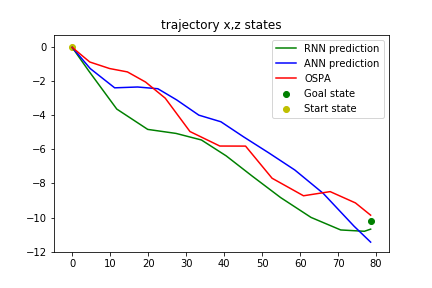 trajectory x,z states
RNN prediction
ANN prediction
OSPA
Goal state
Start state
0
−2
−4
−6
−8
−10
−12
0 10 20 30 40 50 60 70 80